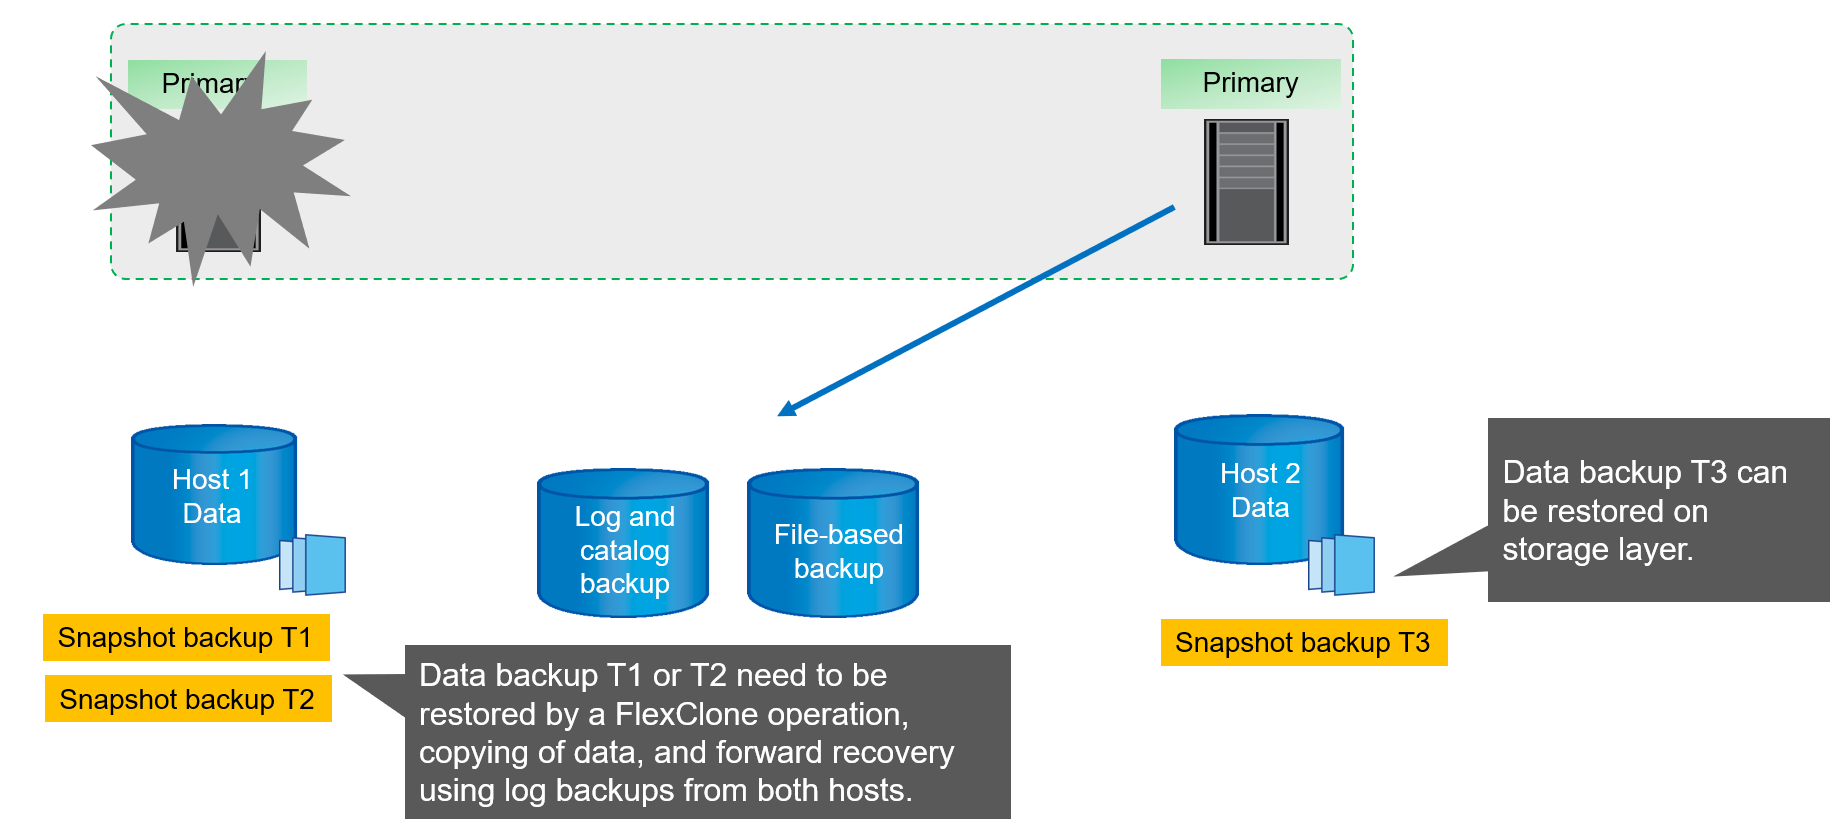 Primary
Primary
Host 1
Data
Log and
catalog
backup
File-based
backup
Host 2
Data
Data backup T3 can
be restored on
storage layer.
Snapshot backup T1
Snapshot backup T2
Snapshot backup T3
Data backup T1 or T2 need to be
restored by a FlexClone operation,
copying of data, and forward recovery
using log backups from both hosts.